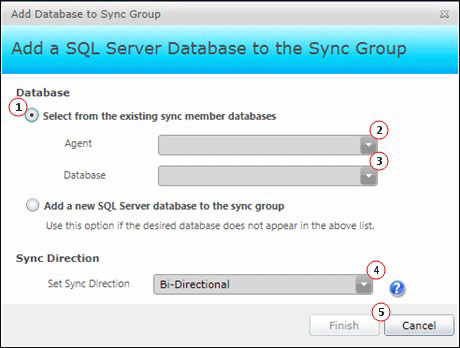 Add Database to Sync Group
Add a SQL Server Database to the Sync Group
Database
1
Select from the existing sync member databases
2
Agent
3
Database
Add a new SQL Server database to the sync group
Use this option if the desired database does not appear in the above list.
Sync Direction
4
Set Sync Direction Bi-Directional ?
5
Finish Cancel